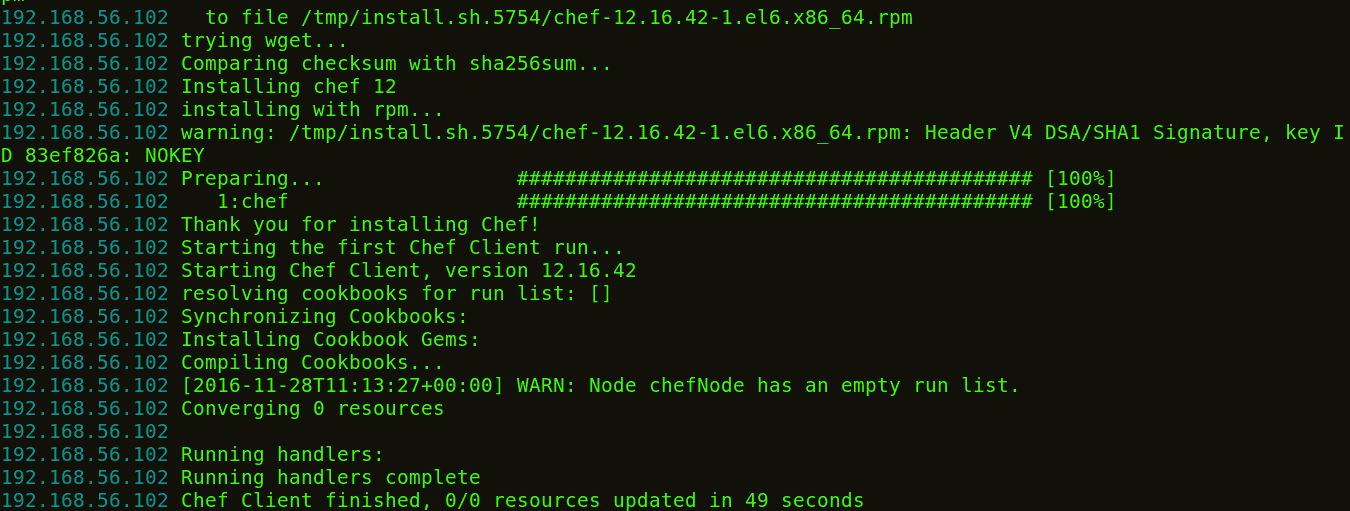 192.168.56.102   to file /tmp/install.sh.5754/chef-12.16.42-1.el6.x86_64.rpm
192.168.56.102 trying wget...
192.168.56.102 Comparing checksum with sha256sum...
192.168.56.102 Installing chef 12
192.168.56.102 installing with rpm...
192.168.56.102 warning: /tmp/install.sh.5754/chef-12.16.42-1.el6.x86_64.rpm: Header V4 DSA/SHA1 Signature, key I
D 83ef826a: NOKEY
192.168.56.102 Preparing...                ########################################### [100%]
192.168.56.102    1:chef                   ########################################### [100%]
192.168.56.102 Thank you for installing Chef!
192.168.56.102 Starting the first Chef Client run...
192.168.56.102 Starting Chef Client, version 12.16.42
192.168.56.102 resolving cookbooks for run list: []
192.168.56.102 Synchronizing Cookbooks:
192.168.56.102 Installing Cookbook Gems:
192.168.56.102 Compiling Cookbooks...
192.168.56.102 [2016-11-28T11:13:27+00:00] WARN: Node chefNode has an empty run list.
192.168.56.102 Converging 0 resources
192.168.56.102
192.168.56.102 Running handlers:
192.168.56.102 Running handlers complete
192.168.56.102 Chef Client finished, 0/0 resources updated in 49 seconds